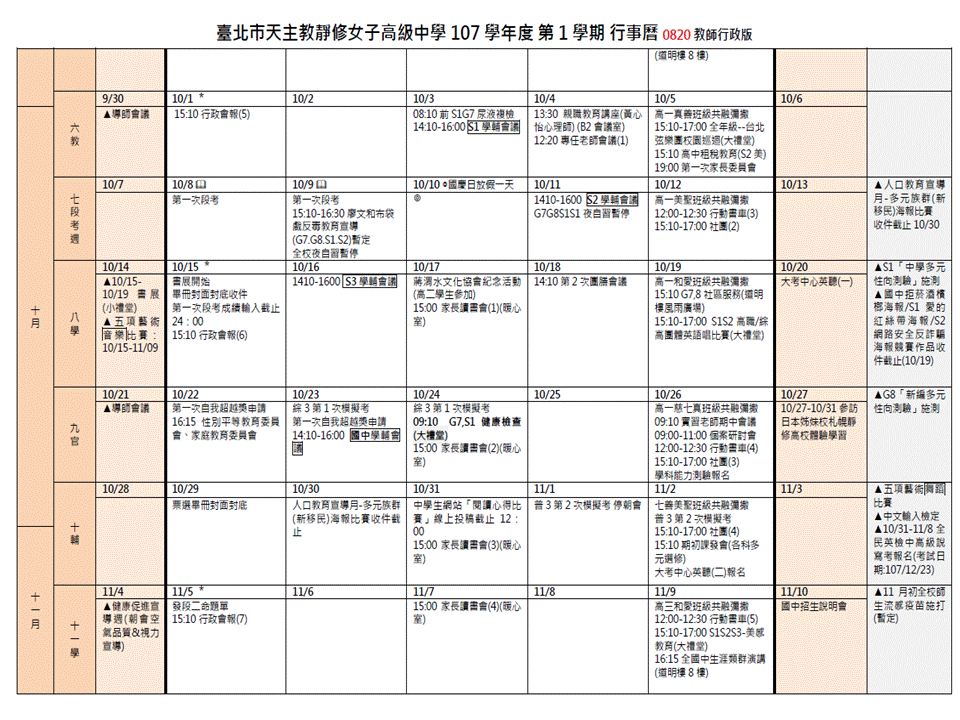 臺北市天主教靜修女子高級中學 107 學年度 第 1 學期 行事曆 0820 教師行政版
(道明樓 8 樓)
十月
六教
9/30
▲導師會議
10/1 *
15:10 行政會報(5)
10/2
10/3
08:10 前 S1G7 尿液複檢
14:10-16:00 S1 學輔會議
10/4
13:30 親職教育講座(黃心
怡心理師) (B2 會議室)
12:20 專任老師會議(1)
10/5
高一真善班級共融彌撒
15:10-17:00 全年級--台北
弦樂團校園巡迴(大禮堂)
15:10 高中租稅教育(S2 美)
19:00 第一次家長委員會
10/6
七段考週
10/7
10/8 🕮
第一次段考
10/9 🕮
第一次段考
15:10-16:30 廖文和布袋
戲反毒教育宣導
(G7.G8.S1.S2)暫定
全校夜自習暫停
10/10 ⊙國慶日放假一天
◎
10/11
1410-1600 S2 學輔會議
G7G8S1S1 夜自習暫停
10/12
高一美聖班級共融彌撒
12:00-12:30 行動書車(3)
15:10-17:00 社團(2)
10/13
▲人口教育宣導
月-多元族群(新
移民)海報比賽
收件截止 10/30
八學
10/14
▲10/15-
10/19 書展
(小禮堂)
▲五項藝術
音樂比賽：
10/15-11/09
10/15 *
書展開始
畢冊封面封底收件
第一次段考成績輸入截止
24：00
15:10 行政會報(6)
10/16
1410-1600 S3 學輔會議
10/17
蔣渭水文化協會紀念活動
(高二學生參加)
15:00 家長讀書會(1)(暖心
室)
10/18
14:10 第 2 次團膳會議
10/19
高一和愛班級共融彌撒
15:10 G7,8 社區服務(道明
樓風雨廣場)
15:10-17:00 S1S2 高職/綜
高團體英語唱比賽(大禮堂)
10/20
大考中心英聽(一)
▲S1「中學多元
性向測驗」施測
▲國中拒菸酒檳
榔海報/S1 愛的
紅絲帶海報/S2
網路安全反詐騙
海報競賽作品收
件截止(10/19)
九宮
10/21
▲導師會議
10/22
第一次自我超越獎申請
16:15 性別平等教育委員
會、家庭教育委員會
10/23
綜 3 第 1 次模擬考
第一次自我超越獎申請
14:10-16:00 國中學輔會
議
10/24
綜 3 第 1 次模擬考
09:10 G7,S1 健康檢查
(大禮堂)
15:00 家長讀書會(2)(暖心
室)
10/25
10/26
高一慈七真班級共融彌撒
09:10 實習老師期中會議
09:00-11:00 個案研討會
12:00-12:30 行動書車(4)
15:10-17:00 社團(3)
學科能力測驗報名
10/27
10/27-10/31 參訪
日本姊妹校札幌靜
修高校體驗學習
▲G8「新編多元
性向測驗」施測
十輔
10/28
10/29
票選畢冊封面封底
10/30
人口教育宣導月-多元族群
(新移民)海報比賽收件截
止
10/31
中學生網站「閱讀心得比
賽」線上投稿截止 12：
00
15:00 家長讀書會(3)(暖心
室)
11/1
普 3 第 2 次模擬考 停朝會
11/2
七善美聖班級共融彌撒
普 3 第 2 次模擬考
15:10-17:00 社團(4)
15:10 期初課發會(各科多
元選修)
大考中心英聽(二)報名
11/3
▲五項藝術舞蹈
比賽
▲中文輸入檢定
▲10/31-11/8 全
民英檢中高級說
寫考報名(考試日
期:107/12/23)
十一月
十一學
11/4
▲健康促進宣
導週(朝會空
氣品質&視力
宣導)
11/5 *
發段二命題單
15:10 行政會報(7)
11/6
11/7
15:00 家長讀書會(4)(暖心
室)
11/8
11/9
高三和愛班級共融彌撒
12:00-12:30 行動書車(5)
15:10-17:00 S1S2S3-美感
教育(大禮堂)
16:15 全國中生涯類群演講
(道明樓 8 樓)
11/10
國中招生說明會
▲11 月初全校師
生流感疫苗施打
(暫定)